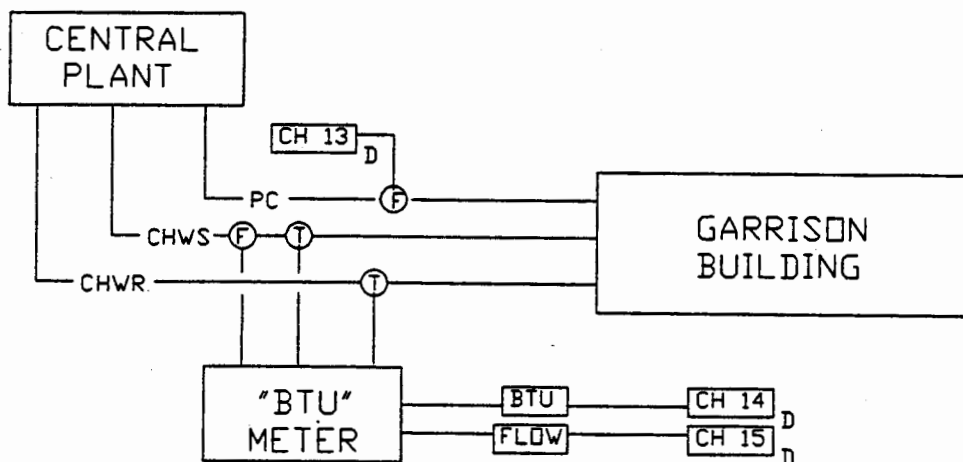 CENTRAL
PLANT
CH 13
D
PC
F
CHWS
F
T
CHWR
T
GARRISON
BUILDING
"BTU"
METER
BTU
CH 14
D
FLOW
CH 15
D